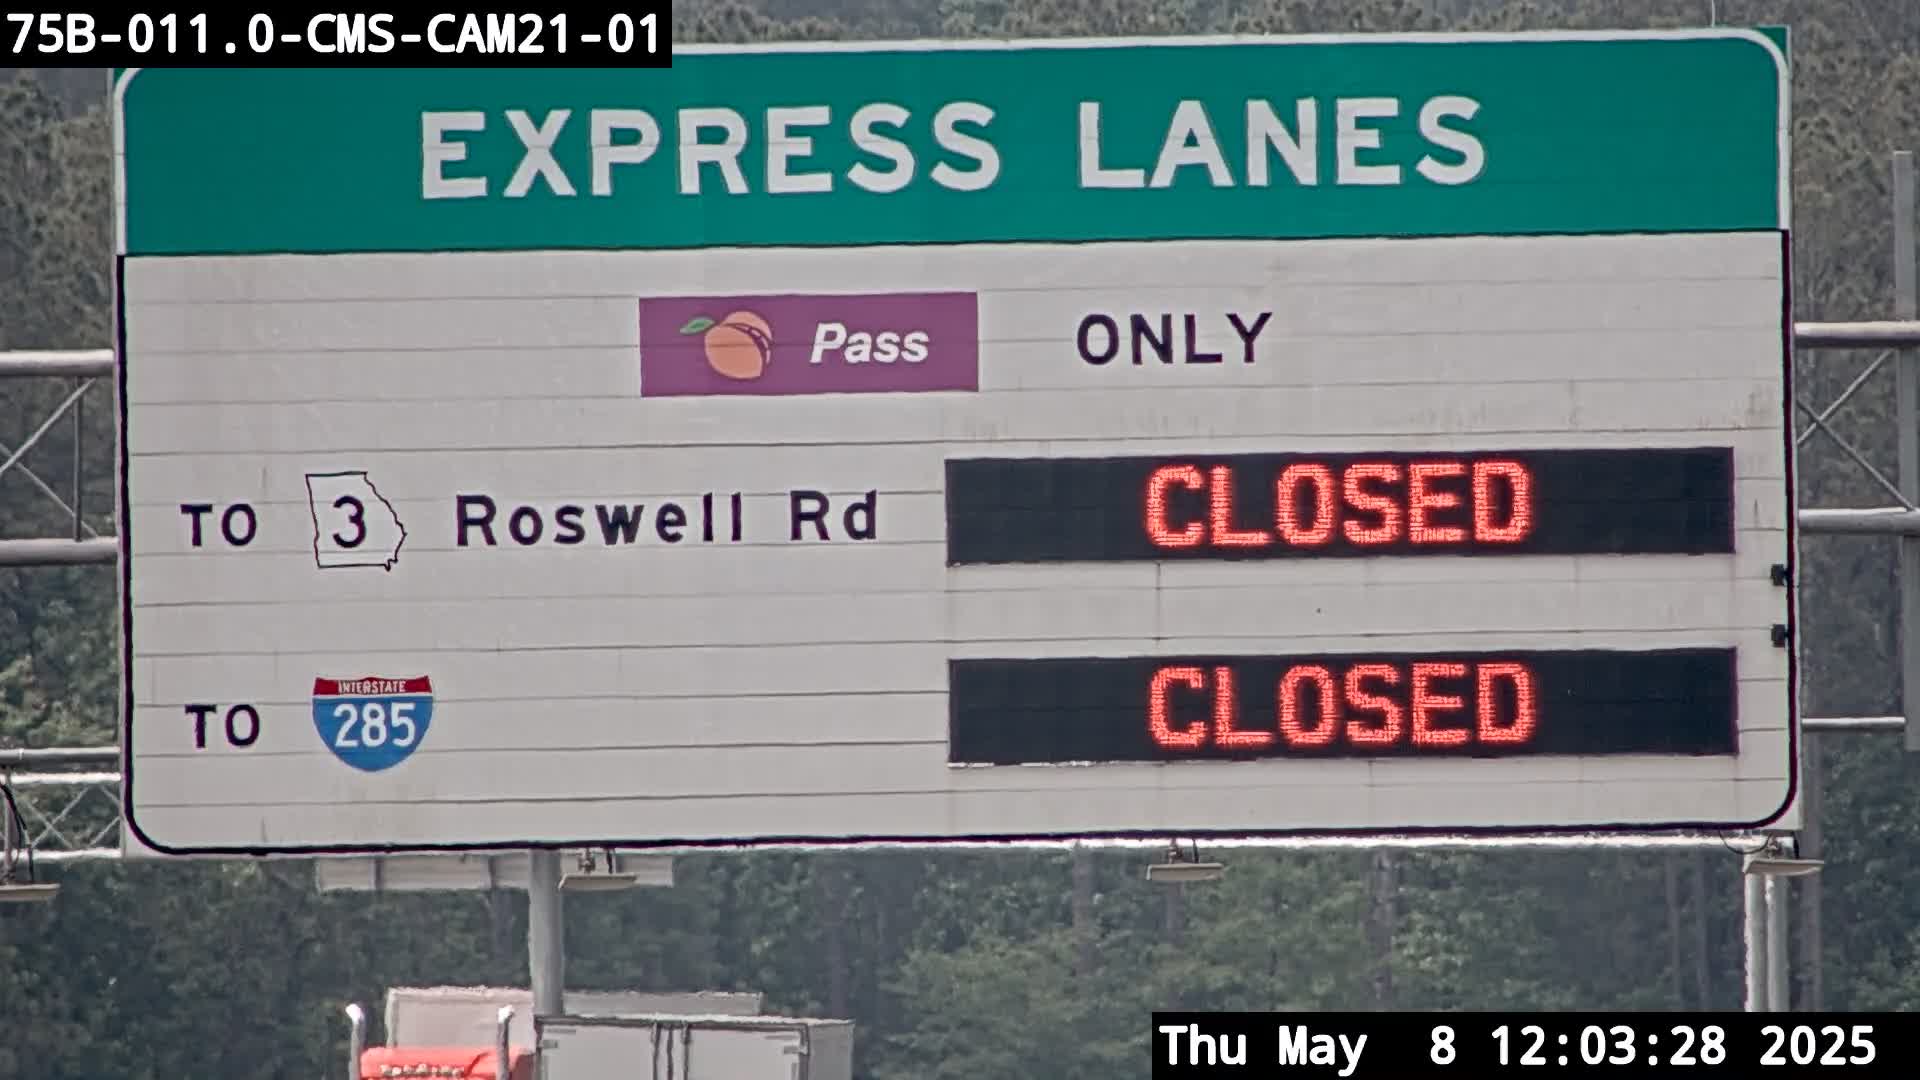 75B-011.0-CMS-CAM21-01
EXPRESS LANES
Pass ONLY
TO 3 Roswell Rd CLOSED
INTERSTATE
TO 285 CLOSED
Thu May 8 12:03:28 2025